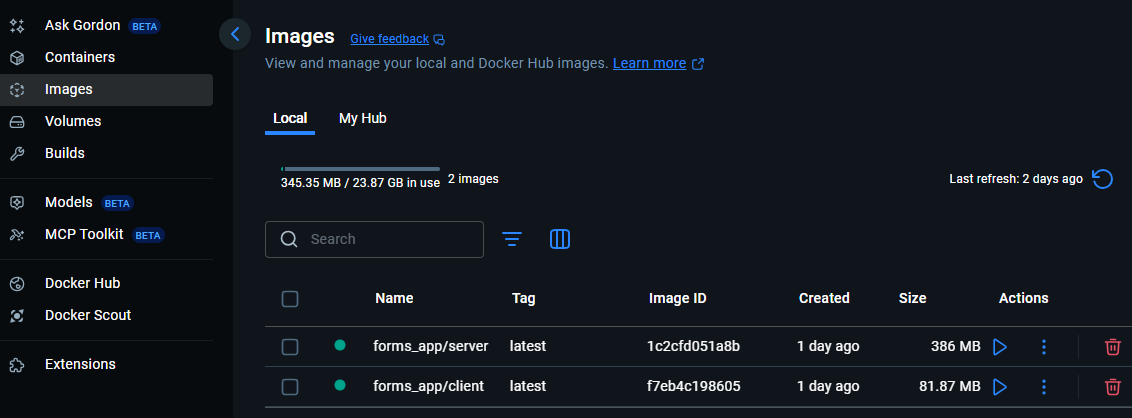 Ask Gordon BETA
Containers
Images
Volumes
Builds
Models BETA
MCP Toolkit BETA
Docker Hub
Docker Scout
Extensions
Images Give feedback
View and manage your local and Docker Hub images. Learn more
Local My Hub
345.35 MB / 23.87 GB in use 2 images
Last refresh: 2 days ago
Search
Name Tag Image ID Created Size Actions
forms_app/server latest 1c2cfd051a8b 1 day ago 386 MB
forms_app/client latest f7eb4c198605 1 day ago 81.87 MB